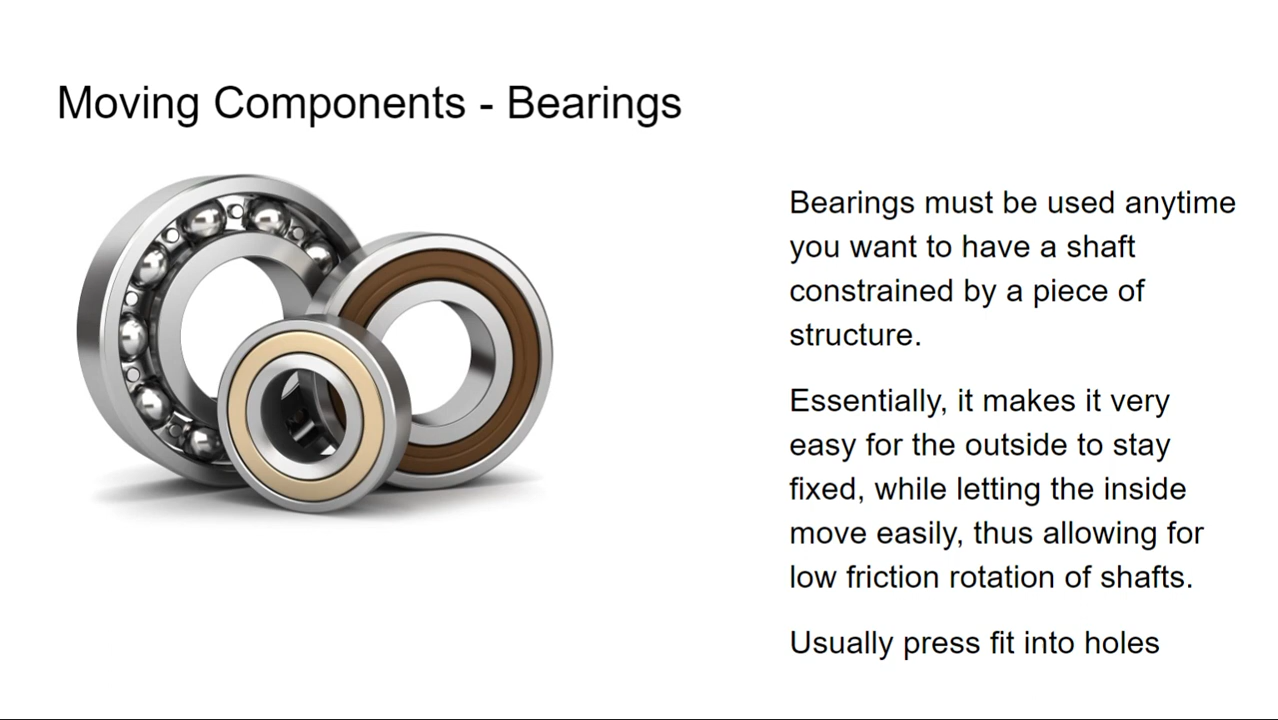 Moving Components - Bearings
Bearings must be used anytime
you want to have a shaft
constrained by a piece of
structure.
Essentially, it makes it very
easy for the outside to stay
fixed, while letting the inside
move easily, thus allowing for
low friction rotation of shafts.
Usually press fit into holes